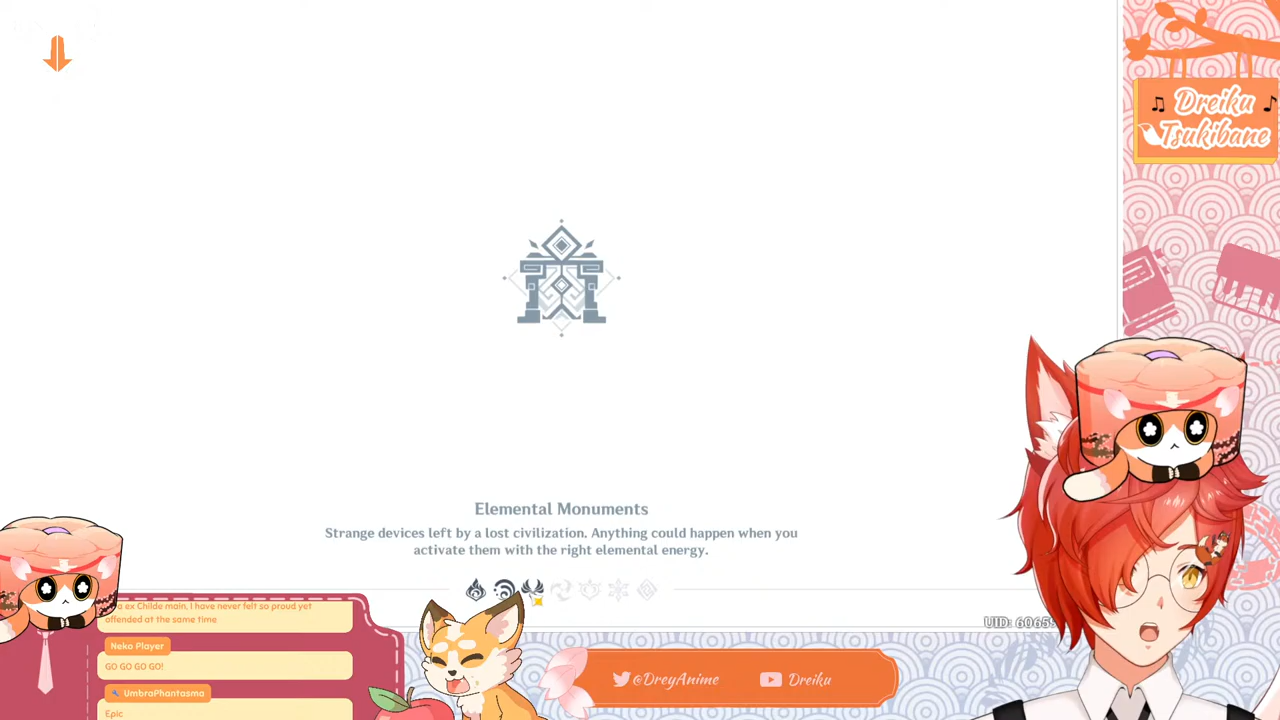 Dreiku
Tsukibane
Elemental Monuments
Strange devices left by a lost civilization. Anything could happen when you
activate them with the right elemental energy.
UID: 6065
a ex Childe main, I have never felt so proud yet
offended at the same time
Neko Player
GO GO GO GO!
UmbraPhantasma
Epic
@DreyAnime
Dreiku